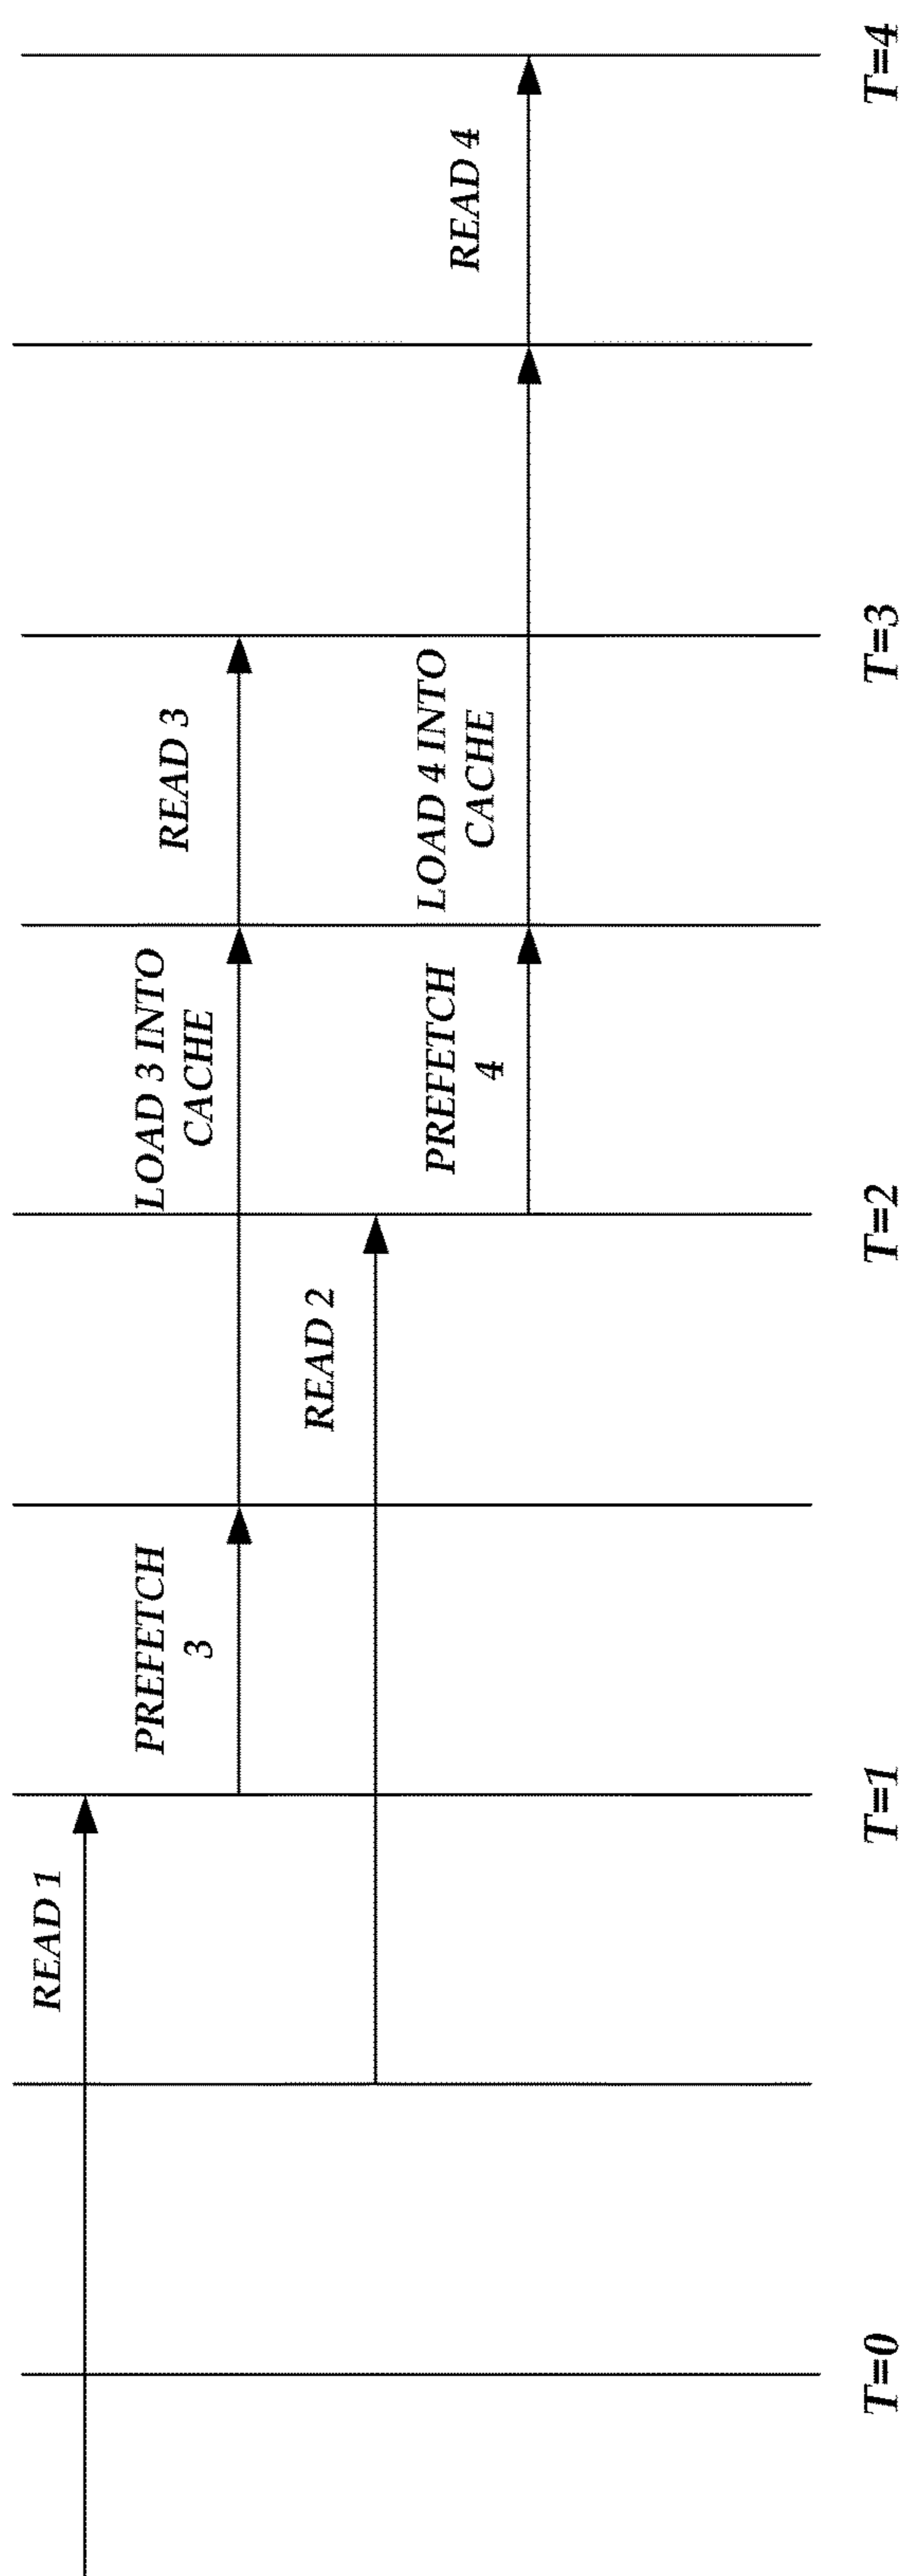 READ 1
PREFETCH
3
LOAD 3 INTO
CACHE
READ 3
READ 2
PREFETCH
4
LOAD 4 INTO
CACHE
READ 4
T=0
T=1
T=2
T=3
T=4